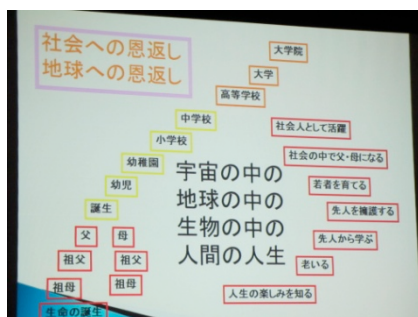 社会への恩返し
地球への恩返し
大学院
大学
高等学校
中学校
小学校
幼稚園
幼児
誕生
父
母
祖父
祖父
祖母
祖母
生命の誕生
宇宙の中の
地球の中の
生物の中の
人間の人生
社会人として活躍
社会の中で父・母になる
若者を育てる
先人を擁護する
先人から学ぶ
老いる
人生の楽しみを知る